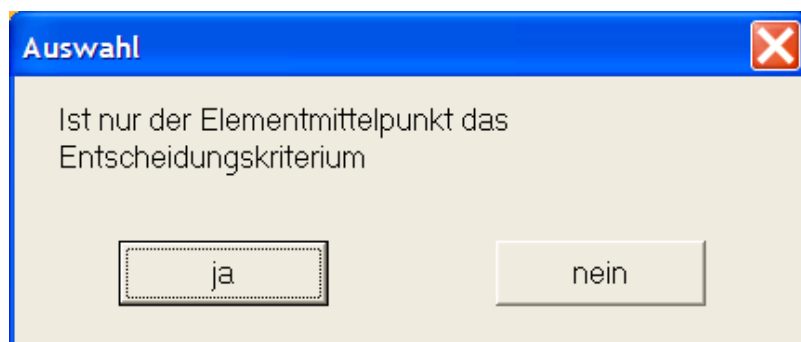 Auswahl
Ist nur der Elementmittelpunkt das
Entscheidungskriterium
ja
nein